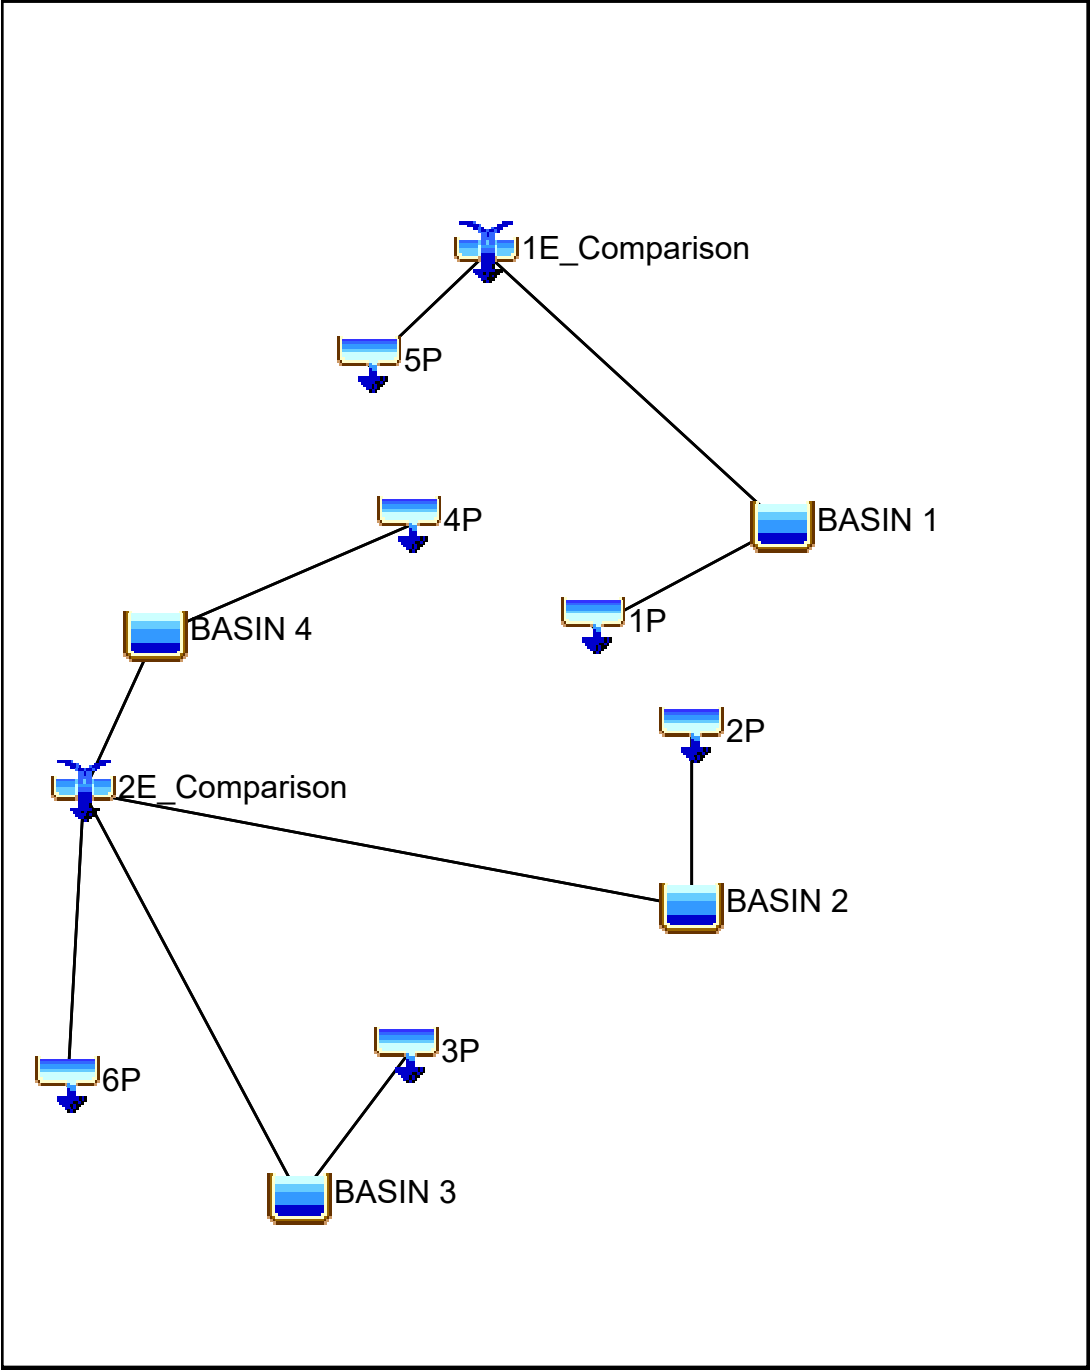 1E_Comparison
5P
4P
BASIN 1
1P
BASIN 4
2P
2E_Comparison
BASIN 2
3P
6P
BASIN 3